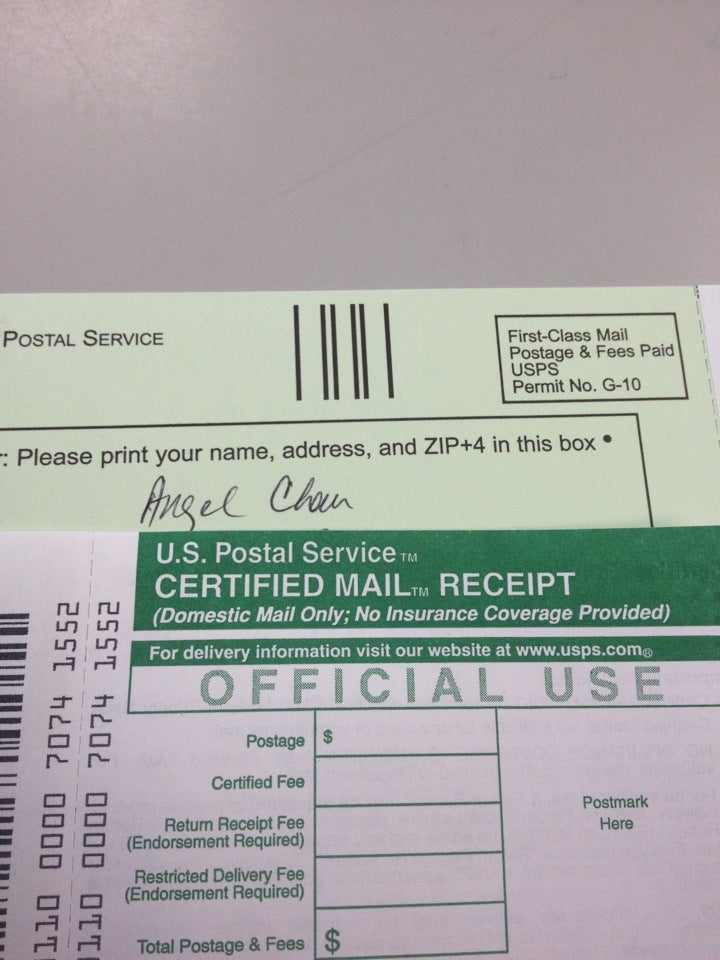 POSTAL SERVICE
First-Class Mail
Postage & Fees Paid
USPS
Permit No. G-10
: Please print your name, address, and ZIP+4 in this box •
Angel Chan
U.S. Postal Service™
CERTIFIED MAIL™ RECEIPT
(Domestic Mail Only; No Insurance Coverage Provided)
For delivery information visit our website at www.usps.com®
OFFICIAL USE
Postage $
Certified Fee
Return Receipt Fee
(Endorsement Required)
Restricted Delivery Fee
(Endorsement Required)
Total Postage & Fees $
Postmark
Here
110 0000 7074 1552
110 0000 7074 1552